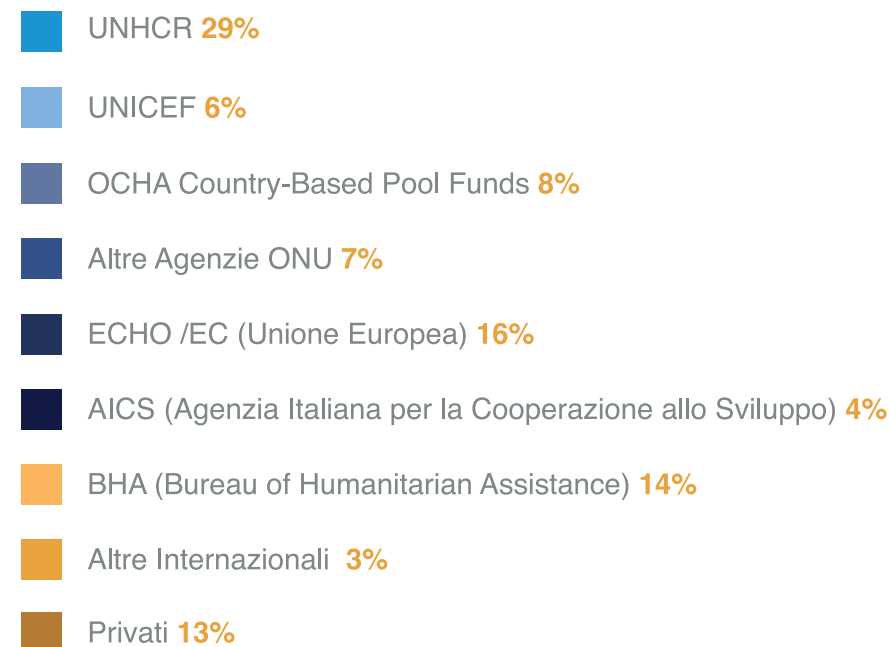 UNHCR 29%
UNICEF 6%
OCHA Country-Based Pool Funds 8%
Altre Agenzie ONU 7%
ECHO /EC (Unione Europea) 16%
AICS (Agenzia Italiana per la Cooperazione allo Sviluppo) 4%
BHA (Bureau of Humanitarian Assistance) 14%
Altre Internazionali 3%
Privati 13%